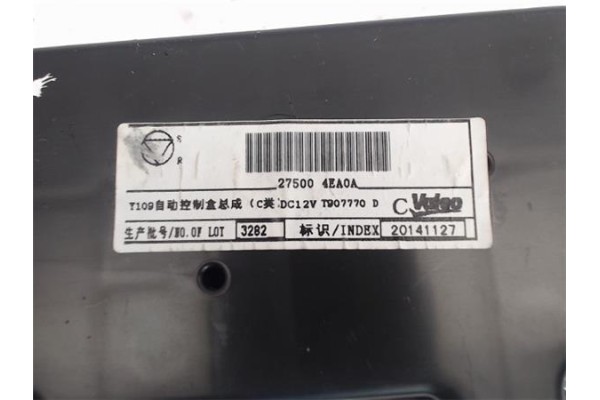 S
R
27500 4EA0A
T109自动控制盒总成 (C类 DC12V T907770 D
C Valeo
生产批号/NO.OF LOT 3282 标识/INDEX 20141127